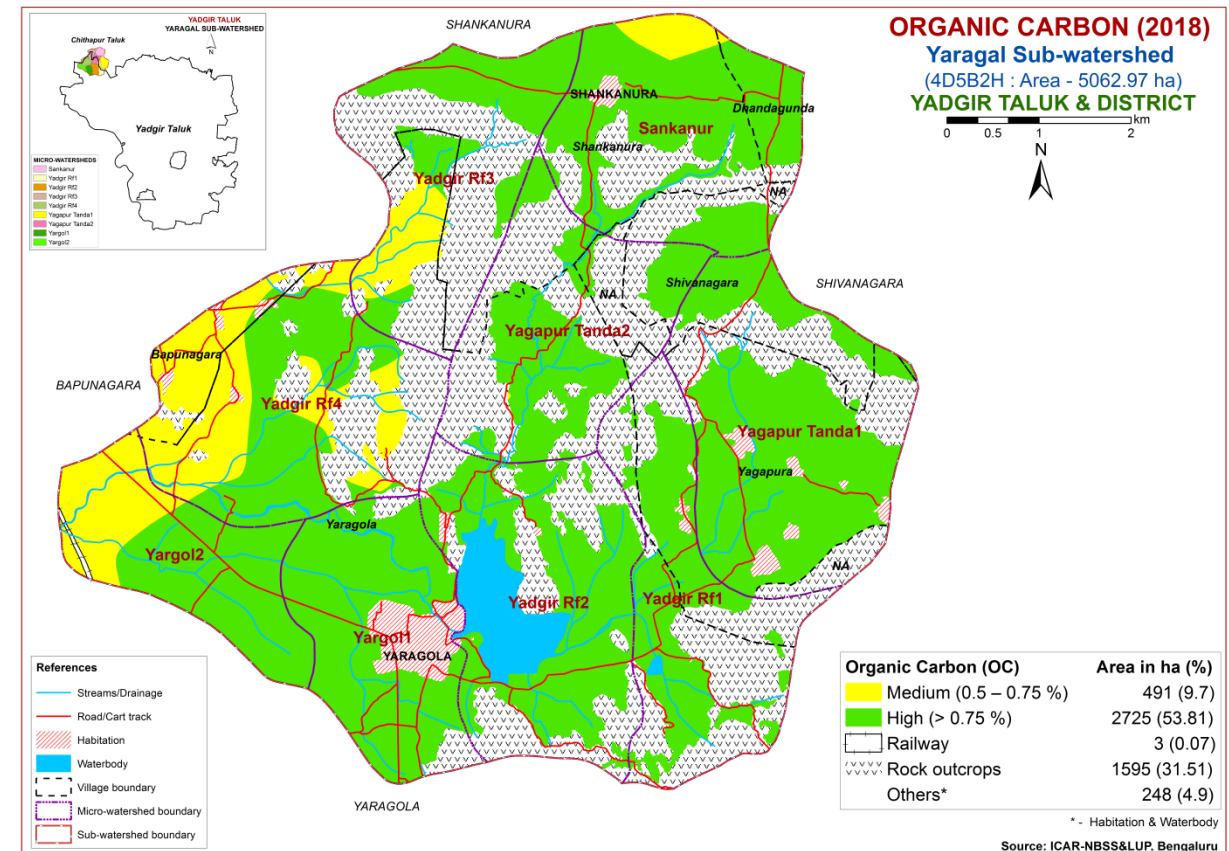 ORGANIC CARBON (2018)
Yaragal Sub-watershed
(4D5B2H : Area - 5062.97 ha)
YADGIR TALUK & DISTRICT
0 0.5 1 2 km
N
YADGIR TALUK
YARAGAL SUB-WATERSHED
N
Chithapur Taluk
Yadgir Taluk
MICRO-WATERSHEDS
Sankanur
Yadgir Rf1
Yadgir Rf2
Yadgir Rf3
Yadgir Rf4
Yagapur Tanda1
Yagapur Tanda2
Yargol1
Yargol2
SHANKANURA
SHANKANURA
Dhandagunda
Sankanur
Shankanura
Yadgir Rf3
NA
SHIVANAGARA
Shivanagara
NA
Yagapur Tanda2
Bapunagara
BAPUNAGARA
Yadgir Rf4
Yagapur Tanda1
Yagapura
Yaragola
Yargol2
NA
Yadgir Rf2
Yadgir Rf1
Yargol1
YARAGOLA
YARAGOLA
References
Streams/Drainage
Road/Cart track
Habitation
Waterbody
Village boundary
Micro-watershed boundary
Sub-watershed boundary
Organic Carbon (OC) Area in ha (%)
Medium (0.5 – 0.75 %) 491 (9.7)
High (> 0.75 %) 2725 (53.81)
Railway 3 (0.07)
Rock outcrops 1595 (31.51)
Others* 248 (4.9)
* - Habitation & Waterbody
Source: ICAR-NBSS&LUP, Bengaluru